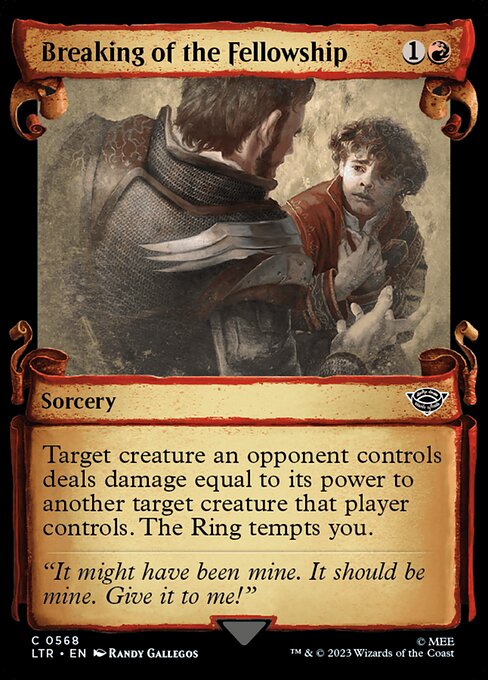 Breaking of the Fellowship 1
Sorcery
Target creature an opponent controls
deals damage equal to its power to
another target creature that player
controls. The Ring tempts you.
“It might have been mine. It should be
mine. Give it to me!”
C 0568
LTR • EN Randy Gallegos
© MEE
™ & © 2023 Wizards of the Coast